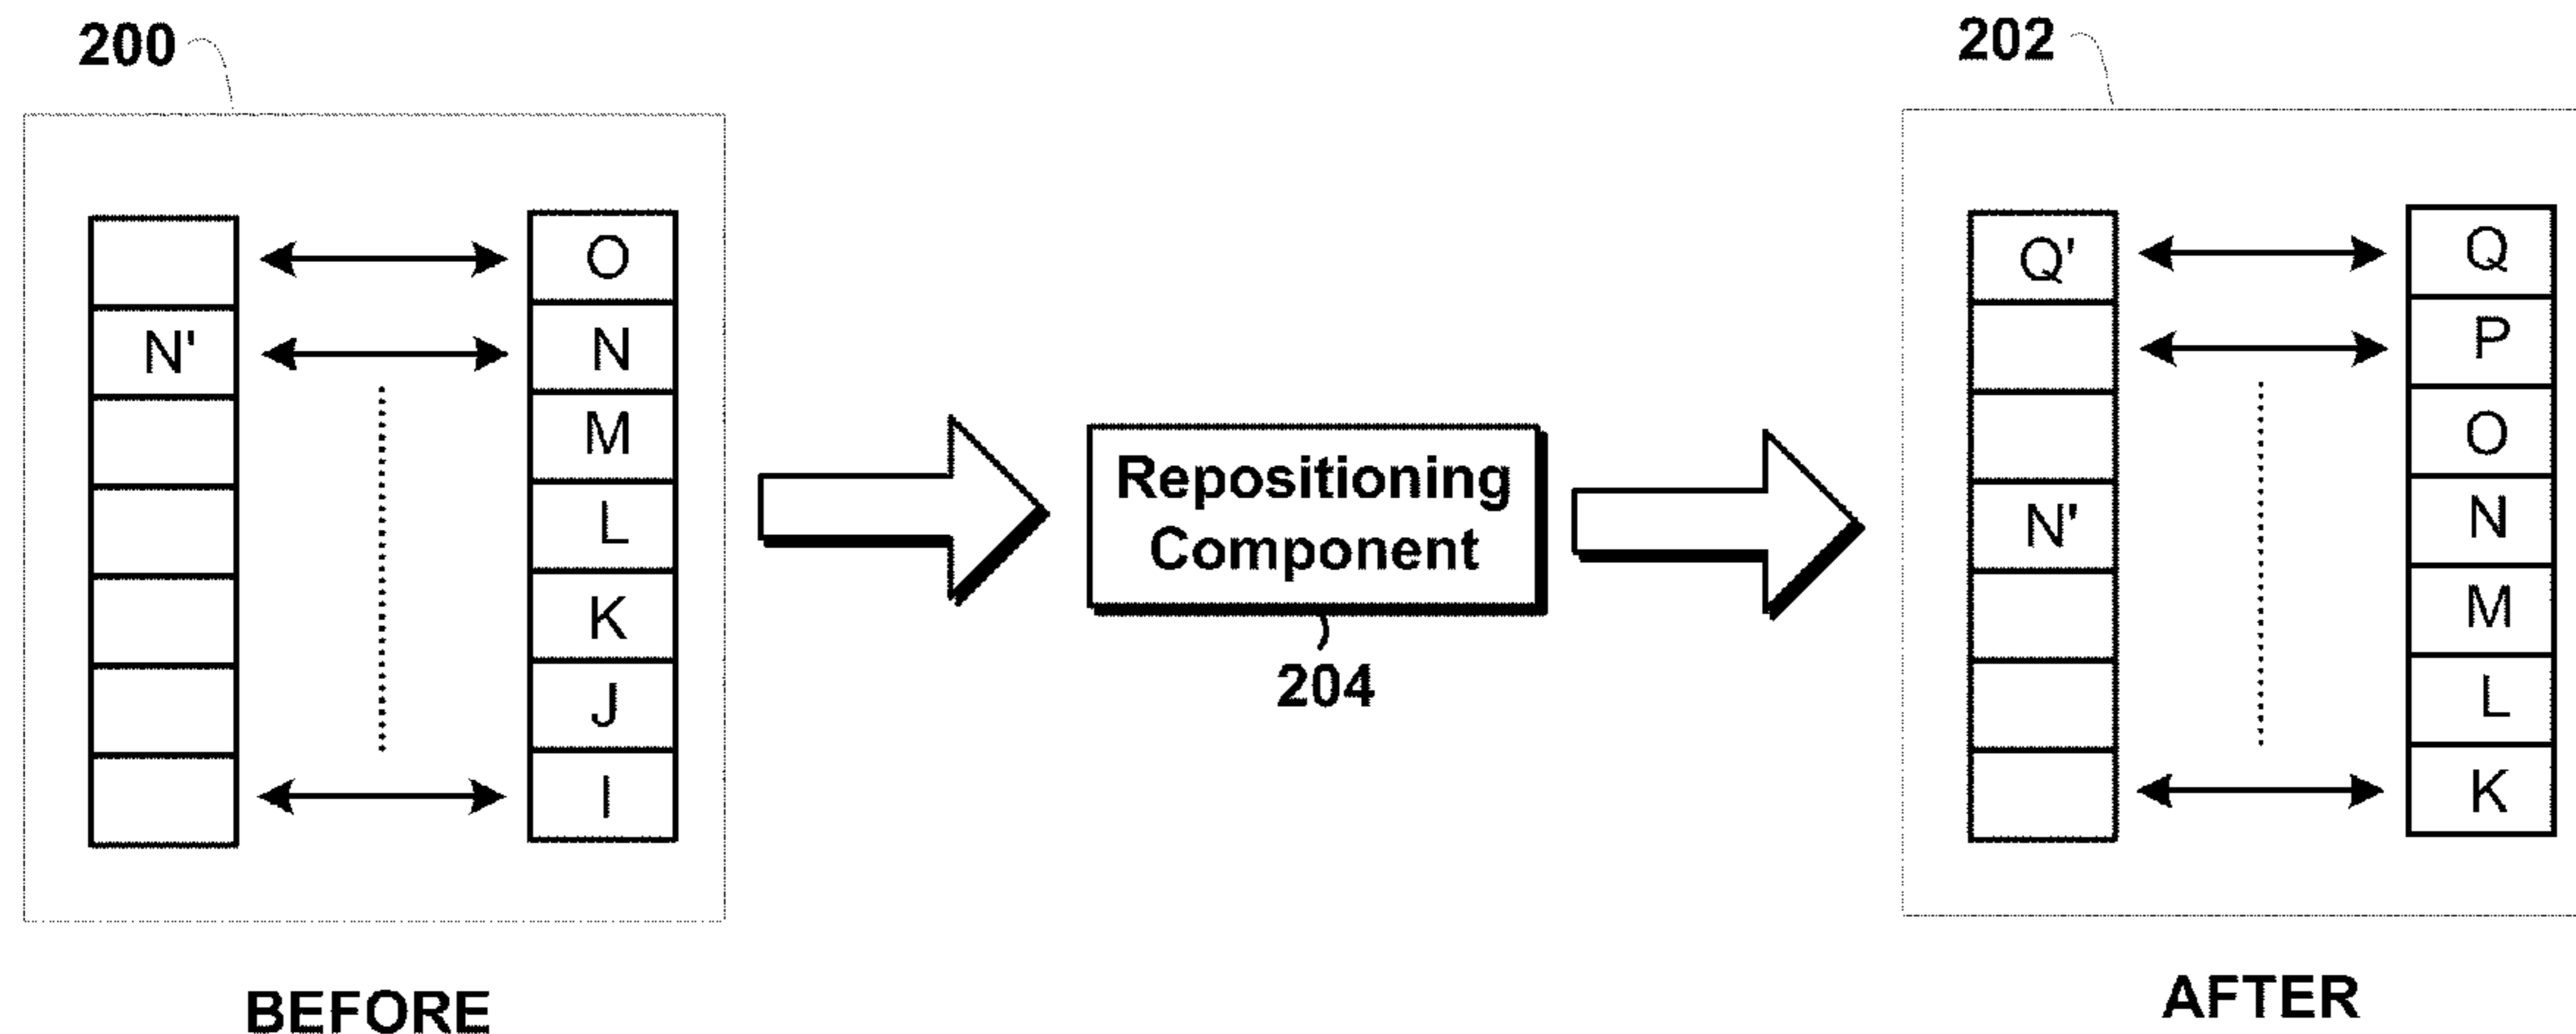 200
202
N'
O
N
M
L
K
J
I
Repositioning
Component
204
Q'
N'
Q
P
O
N
M
L
K
BEFORE
AFTER